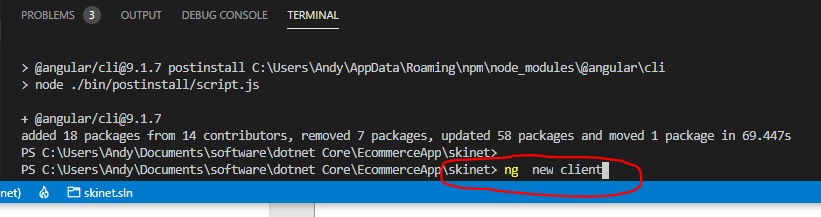 PROBLEMS 3 OUTPUT DEBUG CONSOLE TERMINAL
> @angular/cli@9.1.7 postinstall C:\Users\Andy\AppData\Roaming\npm\node_modules\@angular\cli
> node ./bin/postinstall/script.js
+ @angular/cli@9.1.7
added 18 packages from 14 contributors, removed 7 packages, updated 58 packages and moved 1 package in 69.447s
PS C:\Users\Andy\Documents\software\dotnet Core\EcommerceApp\skinet>
PS C:\Users\Andy\Documents\software\dotnet Core\EcommerceApp\skinet> ng  new client
net) skinet.sln